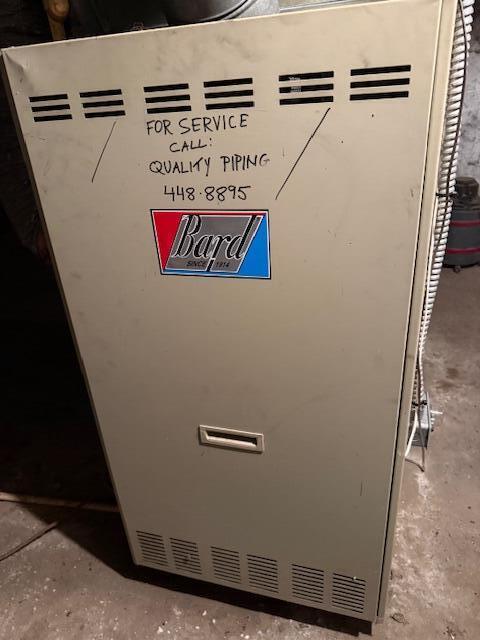 FOR SERVICE
CALL:
QUALITY PIPING
448-8895
Bard
SINCE 1914